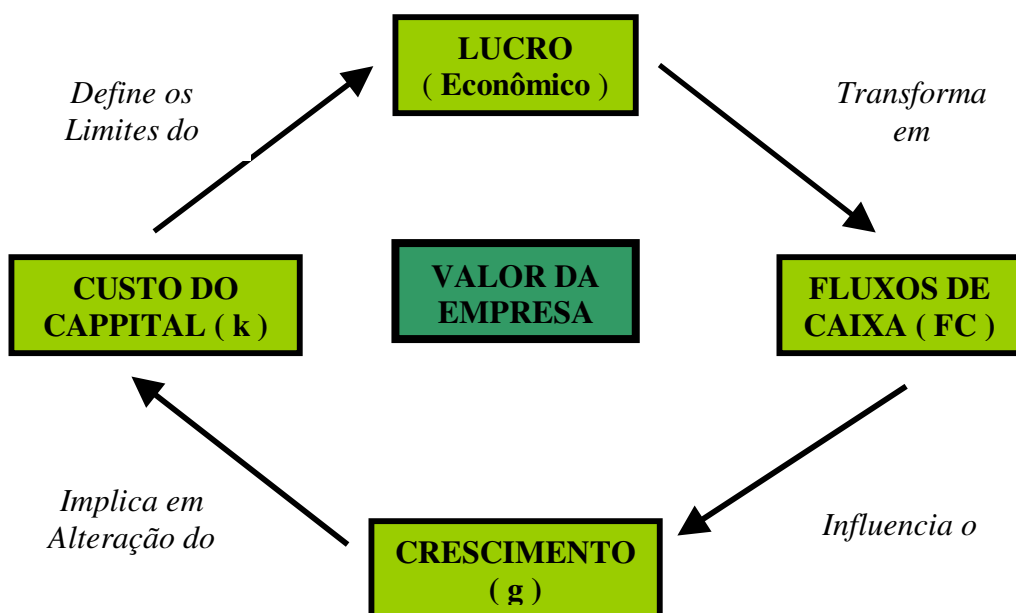 LUCRO
( Econômico )
Define os
Limites do
Transforma
em
CUSTO DO
CAPPITAL ( k )
VALOR DA
EMPRESA
FLUXOS DE
CAIXA ( FC )
Implica em
Alteração do
Influencia o
CRESCIMENTO
( g )